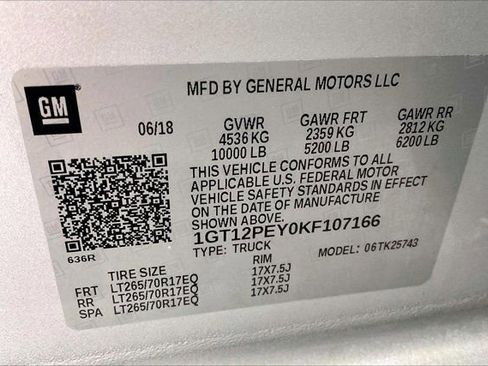 GM
MFD BY GENERAL MOTORS LLC
06/18 GVWR GAWR FRT GAWR RR
4536 KG 2359 KG 2812 KG
10000 LB 5200 LB 6200 LB
THIS VEHICLE CONFORMS TO ALL
APPLICABLE U.S. FEDERAL MOTOR
VEHICLE SAFETY STANDARDS IN EFFECT
ON THE DATE OF MANUFACTURE
SHOWN ABOVE.
1GT12PEY0KF107166
636R TYPE: TRUCK MODEL: 06TK25743
TIRE SIZE RIM
FRT LT265/70R17EQ 17X7.5J
RR LT265/70R17EQ 17X7.5J
SPA LT265/70R17EQ 17X7.5J